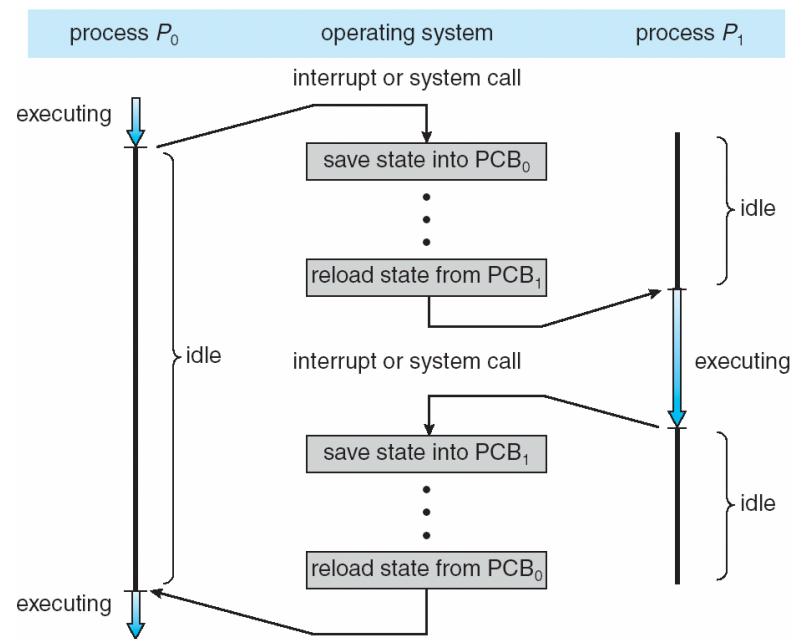 process P₀ operating system process P₁
interrupt or system call
executing
save state into PCB₀
idle
reload state from PCB₁
idle
interrupt or system call
executing
save state into PCB₁
idle
reload state from PCB₀
executing